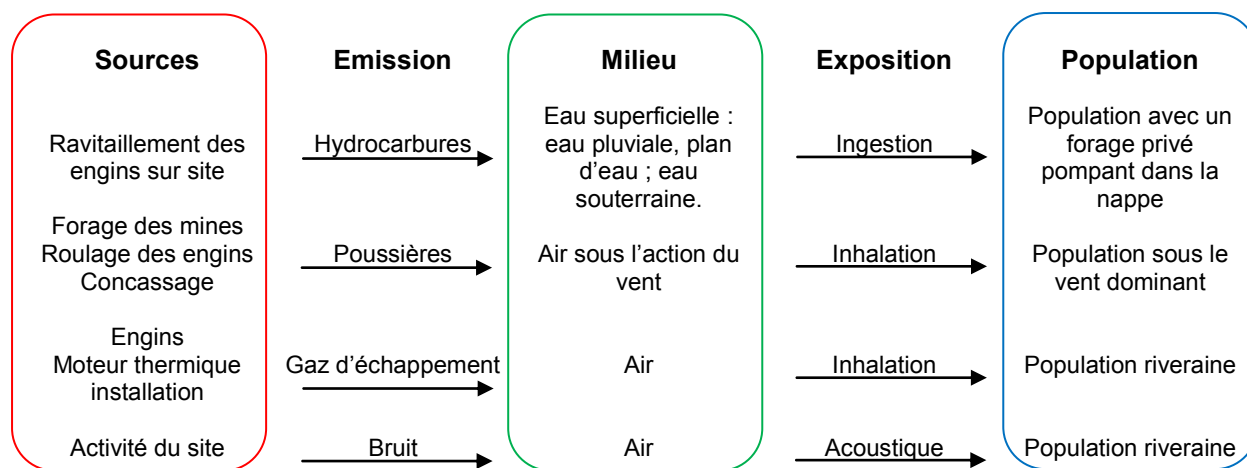 Sources
Emission
Milieu
Exposition
Population
Ravitaillement des
engins sur site
Hydrocarbures
Eau superficielle :
eau pluviale, plan
d'eau ; eau
souterraine.
Ingestion
Population avec un
forage privé
pompant dans la
nappe
Forage des mines
Roulage des engins
Concassage
Poussières
Air sous l'action du
vent
Inhalation
Population sous le
vent dominant
Engins
Moteur thermique
installation
Gaz d'échappement
Air
Inhalation
Population riveraine
Activité du site
Bruit
Air
Acoustique
Population riveraine